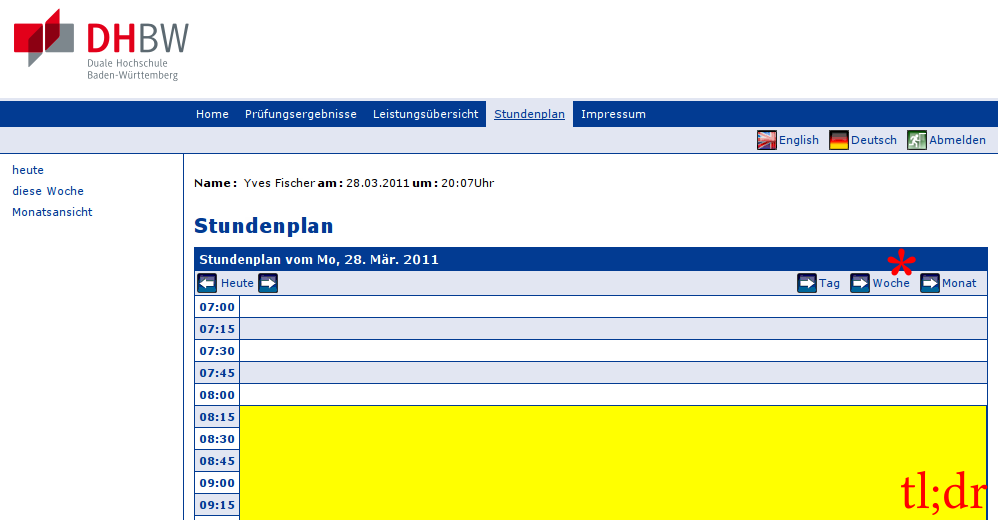 DHBW
Duale Hochschule
Baden-Württemberg
Home Prüfungsergebnisse Leistungsübersicht Stundenplan Impressum
English Deutsch Abmelden
heute
diese Woche
Monatsansicht
Name: Yves Fischer am: 28.03.2011 um: 20:07Uhr
Stundenplan
Stundenplan vom Mo, 28. Mär. 2011
*
Heute Tag Woche Monat
07:00
07:15
07:30
07:45
08:00
08:15
08:30
08:45
09:00
09:15
tl;dr